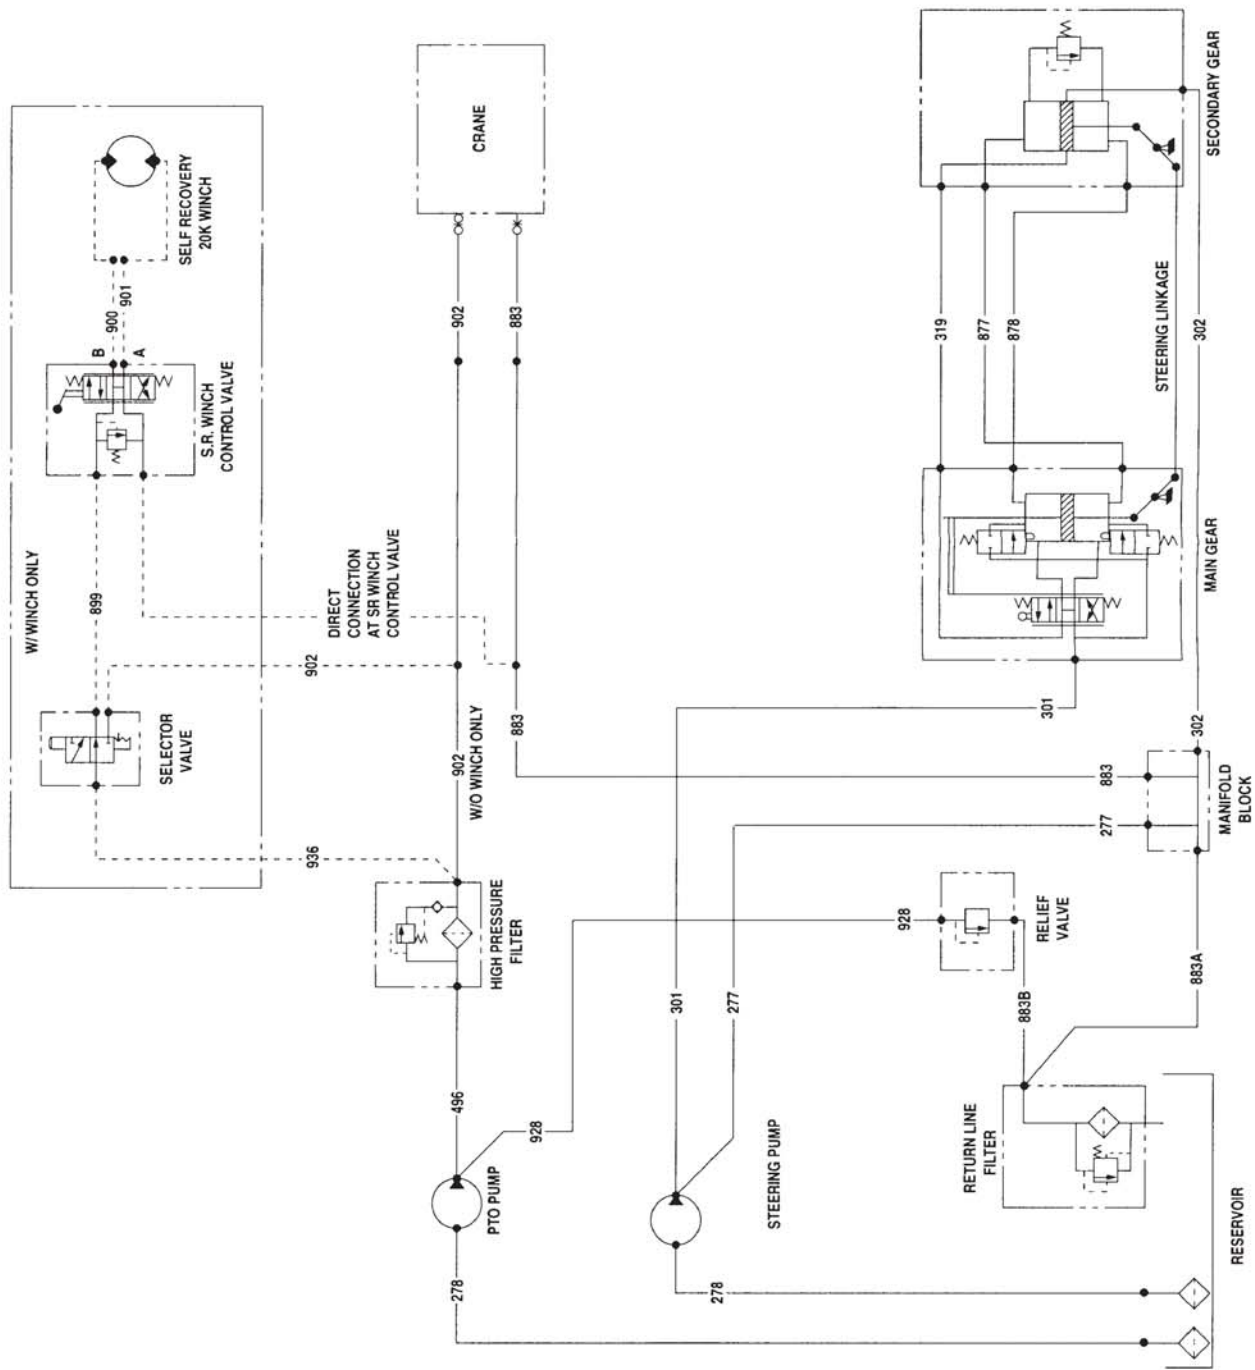 W/ WINCH ONLY
SELECTOR
VALVE
899
902
936
S.R. WINCH
CONTROL VALVE
B
A
900
901
SELF RECOVERY
20K WINCH
DIRECT
CONNECTION
AT SR WINCH
CONTROL VALVE
CRANE
902
883
902
W/O WINCH ONLY
883
HIGH PRESSURE
FILTER
496
PTO PUMP
928
278
STEERING PUMP
301
277
278
928
RELIEF
VALVE
883B
883A
RETURN LINE
FILTER
RESERVOIR
301
883
277
302
MANIFOLD
BLOCK
MAIN GEAR
319
877
878
STEERING LINKAGE
302
SECONDARY GEAR